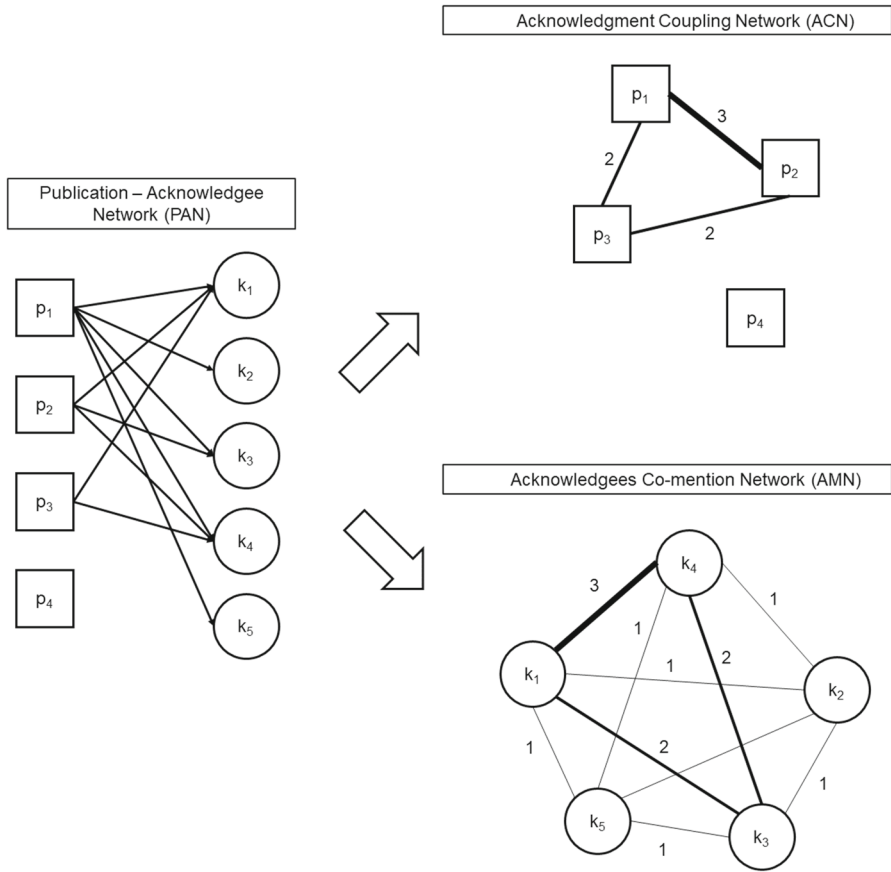 Acknowledgment Coupling Network (ACN)
p₁
3
2
p₂
p₃
2
p₄
Publication – Acknowledgee
Network (PAN)
p₁
k₁
k₂
p₂
k₃
p₃
k₄
p₄
k₅
Acknowledgees Co-mention Network (AMN)
k₄
3
1
1
2
k₁
1
k₂
1
2
1
k₅
k₃
1